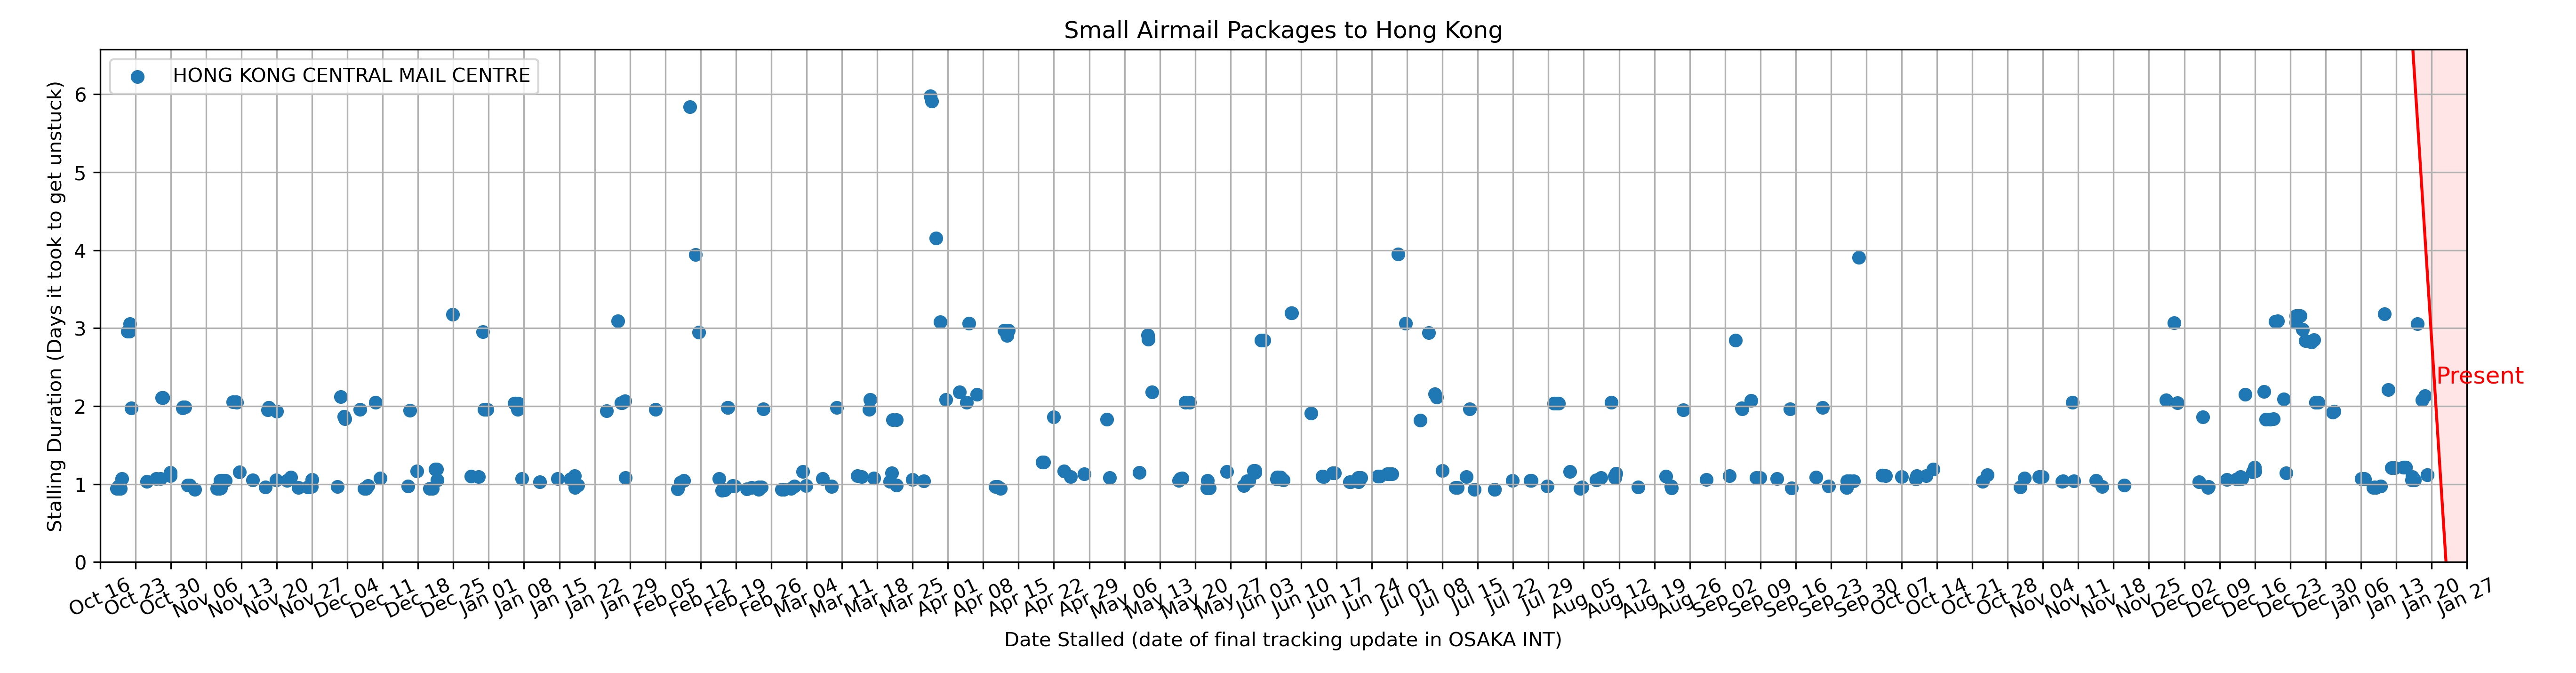 Small Airmail Packages to Hong Kong
HONG KONG CENTRAL MAIL CENTRE
Stalling Duration (Days it took to get unstuck)
6
5
4
3
2
1
0
Present
Oct 16 Oct 23 Oct 30 Nov 06 Nov 13 Nov 20 Nov 27 Dec 04 Dec 11 Dec 18 Dec 25 Jan 01 Jan 08 Jan 15 Jan 22 Jan 29 Feb 05 Feb 12 Feb 19 Feb 26 Mar 04 Mar 11 Mar 18 Mar 25 Apr 01 Apr 08 Apr 15 Apr 22 Apr 29 May 06 May 13 May 20 May 27 Jun 03 Jun 10 Jun 17 Jun 24 Jul 01 Jul 08 Jul 15 Jul 22 Jul 29 Aug 05 Aug 12 Aug 19 Aug 26 Sep 02 Sep 09 Sep 16 Sep 23 Sep 30 Oct 07 Oct 14 Oct 21 Oct 28 Nov 04 Nov 11 Nov 18 Nov 25 Dec 02 Dec 09 Dec 16 Dec 23 Dec 30 Jan 06 Jan 13 Jan 20 Jan 27
Date Stalled (date of final tracking update in OSAKA INT)